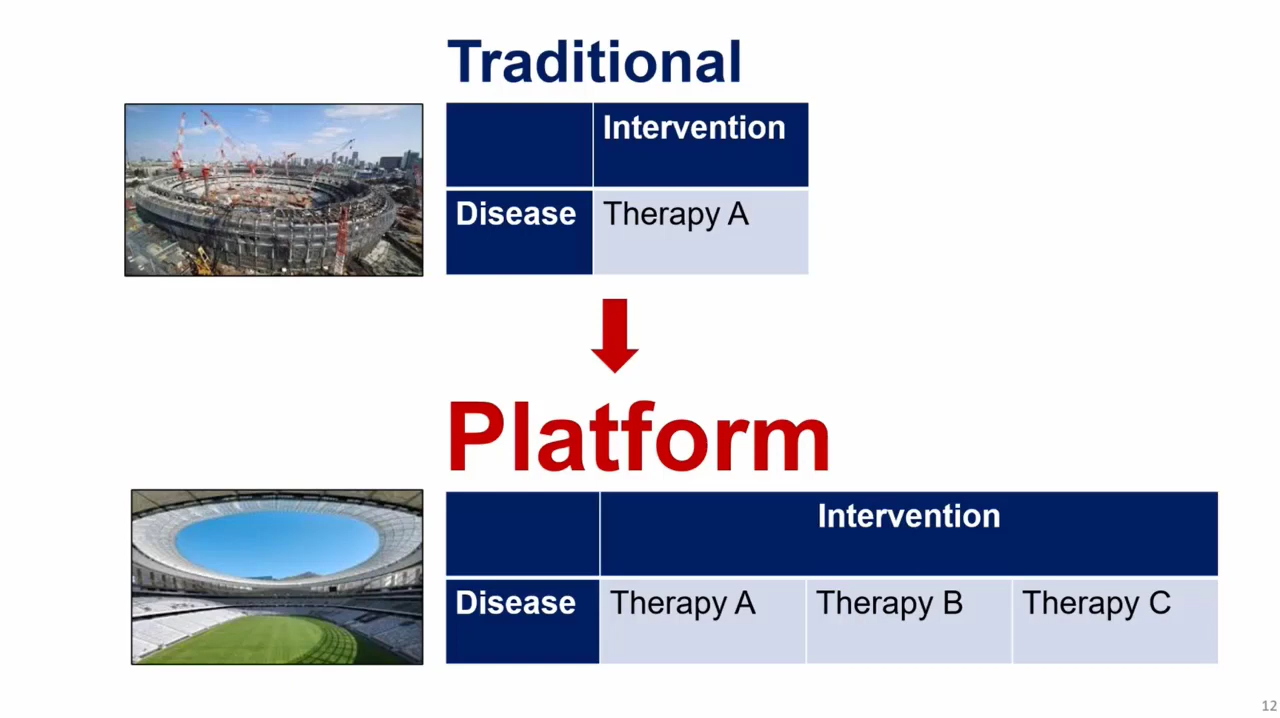 Traditional
Intervention
Disease Therapy A
Platform
Intervention
Disease Therapy A Therapy B Therapy C
12